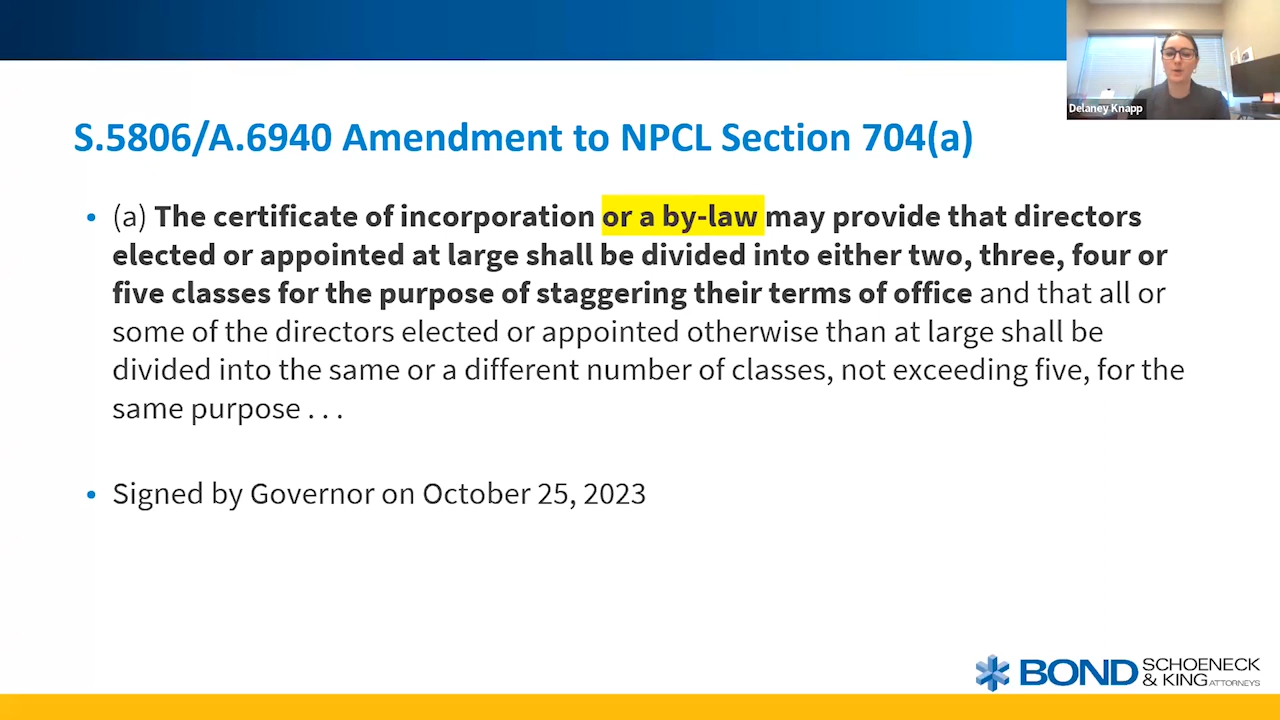 Delaney Knapp
S.5806/A.6940 Amendment to NPCL Section 704(a)
• (a) The certificate of incorporation or a by-law may provide that directors
elected or appointed at large shall be divided into either two, three, four or
five classes for the purpose of staggering their terms of office and that all or
some of the directors elected or appointed otherwise than at large shall be
divided into the same or a different number of classes, not exceeding five, for the
same purpose . . .
• Signed by Governor on October 25, 2023
BOND SCHOENECK
& KING ATTORNEYS